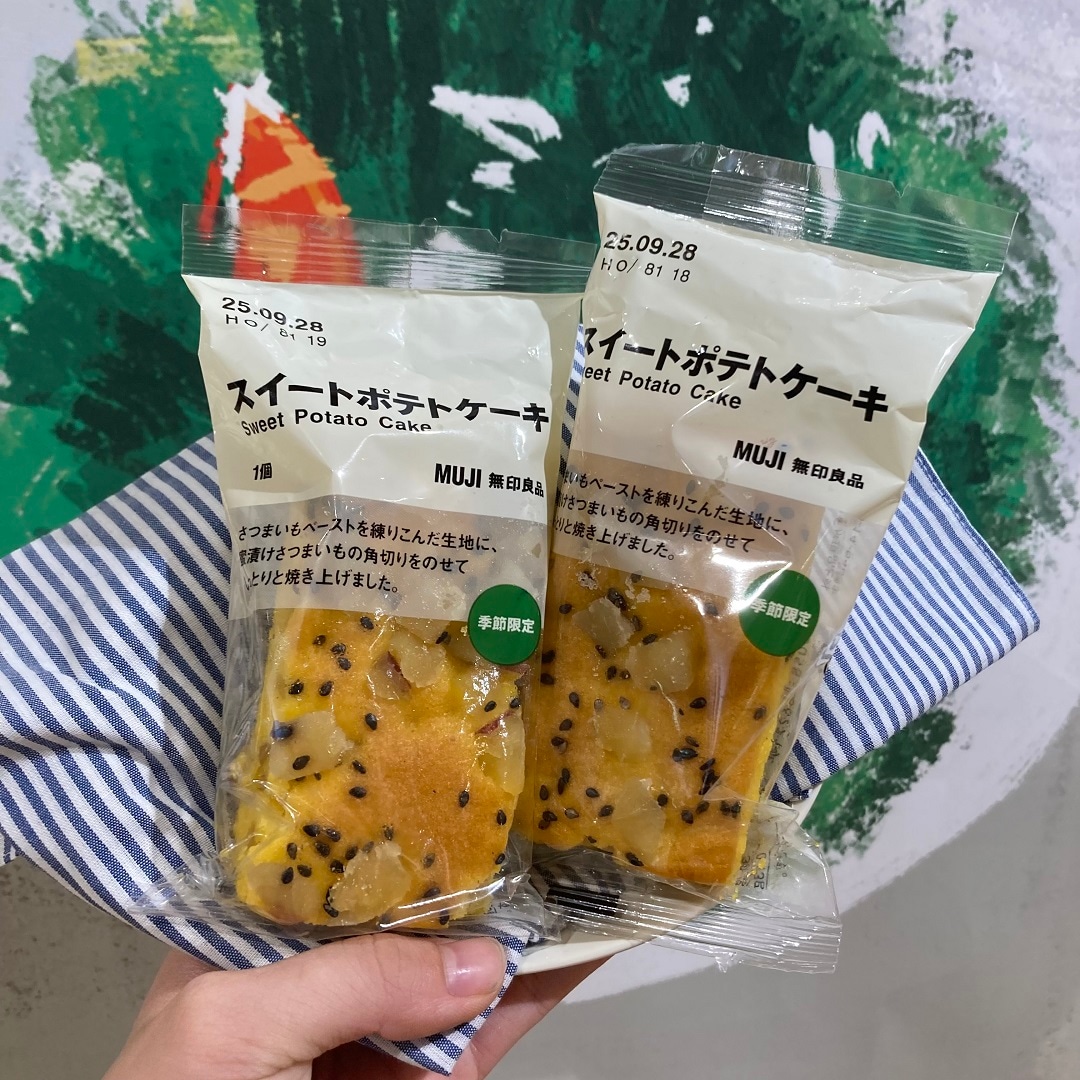 25.09.28
HO/ 81 19
スイートポテトケーキ
Sweet Potato Cake
1個
MUJI 無印良品
さつまいもペーストを練りこんだ生地に、
漬けさつまいもの角切りをのせて
とりと焼き上げました。
季節限定
25.09.28
HO/ 81 18
スイートポテトケーキ
eet Potato Cake
MUJI 無印良品
まいもペーストを練りこんだ生地に、
けさつまいもの角切りをのせて
りと焼き上げました。
季節限定